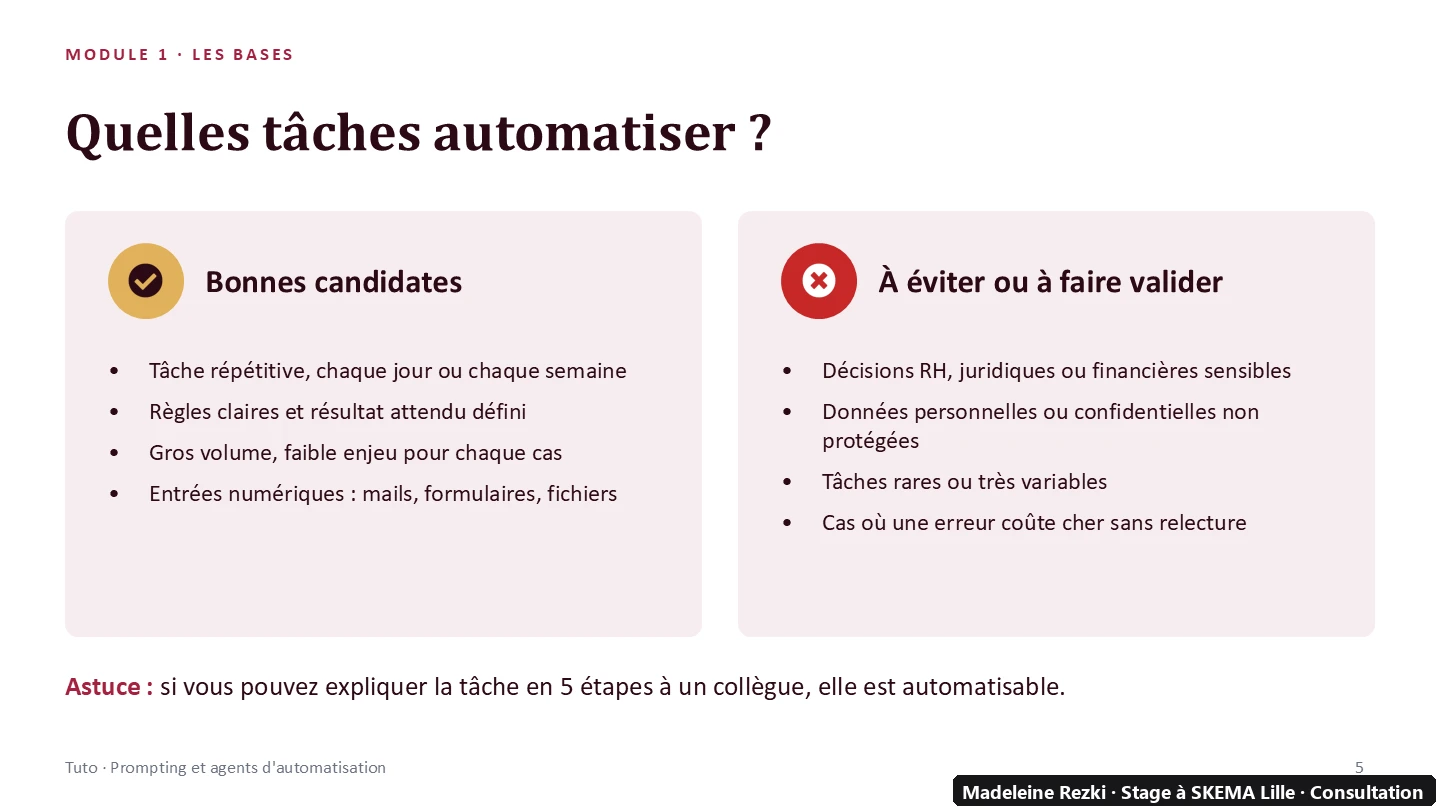 MODULE 1 · LES BASES
Quelles tâches automatiser ?
Bonnes candidates
• Tâche répétitive, chaque jour ou chaque semaine
• Règles claires et résultat attendu défini
• Gros volume, faible enjeu pour chaque cas
• Entrées numériques : mails, formulaires, fichiers
À éviter ou à faire valider
• Décisions RH, juridiques ou financières sensibles
• Données personnelles ou confidentielles non
protégées
• Tâches rares ou très variables
• Cas où une erreur coûte cher sans relecture
Astuce : si vous pouvez expliquer la tâche en 5 étapes à un collègue, elle est automatisable.
Tuto · Prompting et agents d'automatisation
5
Madeleine Rezki · Stage à SKEMA Lille · Consultation